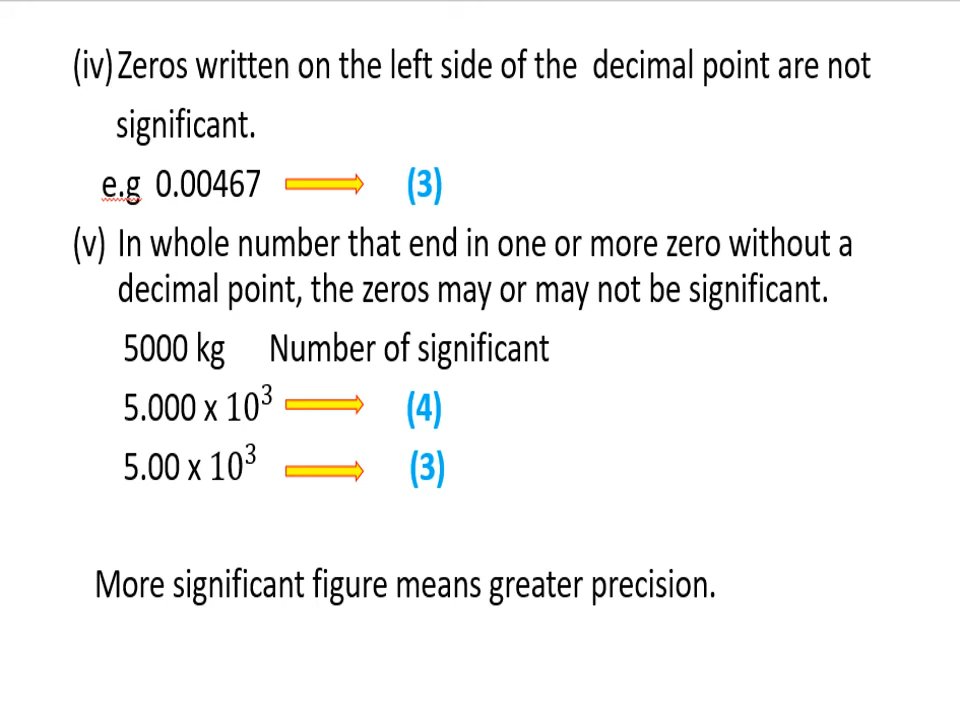 (iv) Zeros written on the left side of the decimal point are not
significant.
e.g 0.00467 (3)
(v) In whole number that end in one or more zero without a
decimal point, the zeros may or may not be significant.
5000 kg Number of significant
5.000 x 10³ (4)
5.00 x 10³ (3)
More significant figure means greater precision.